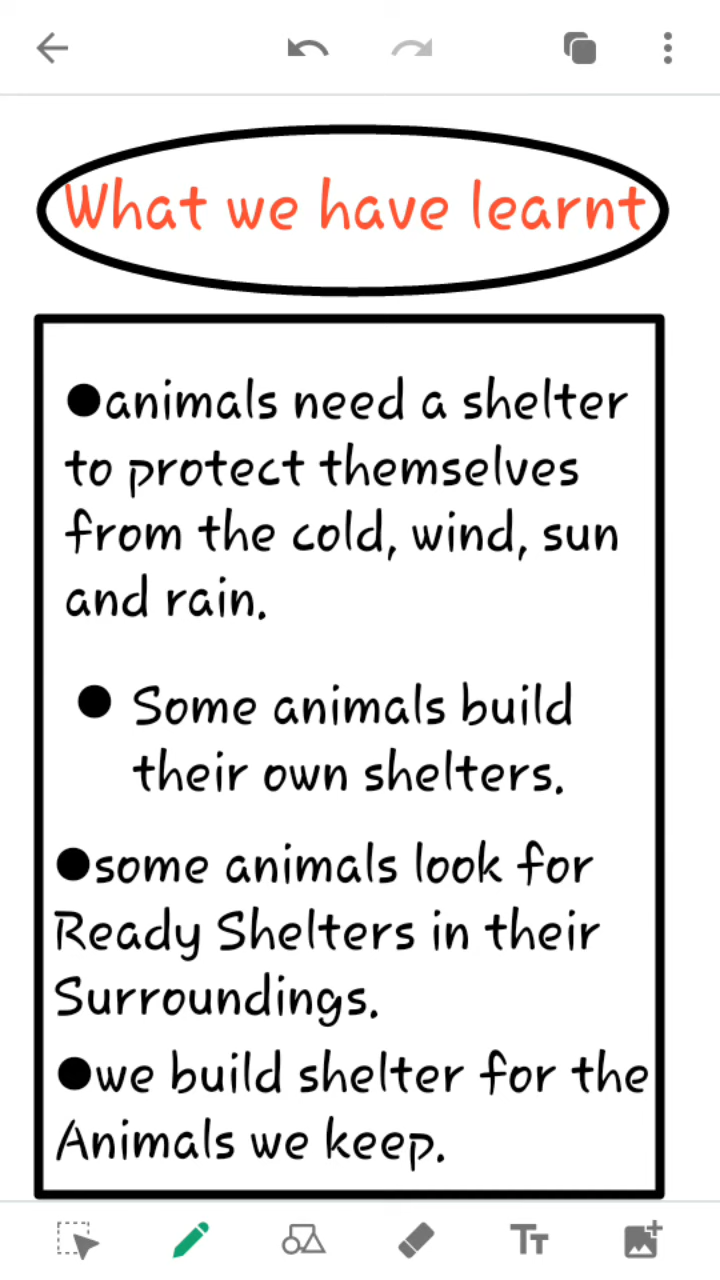 What we have learnt
●animals need a shelter
to protect themselves
from the cold, wind, sun
and rain.
● Some animals build
their own shelters.
●some animals look for
Ready Shelters in their
Surroundings.
●we build shelter for the
Animals we keep.
Tт